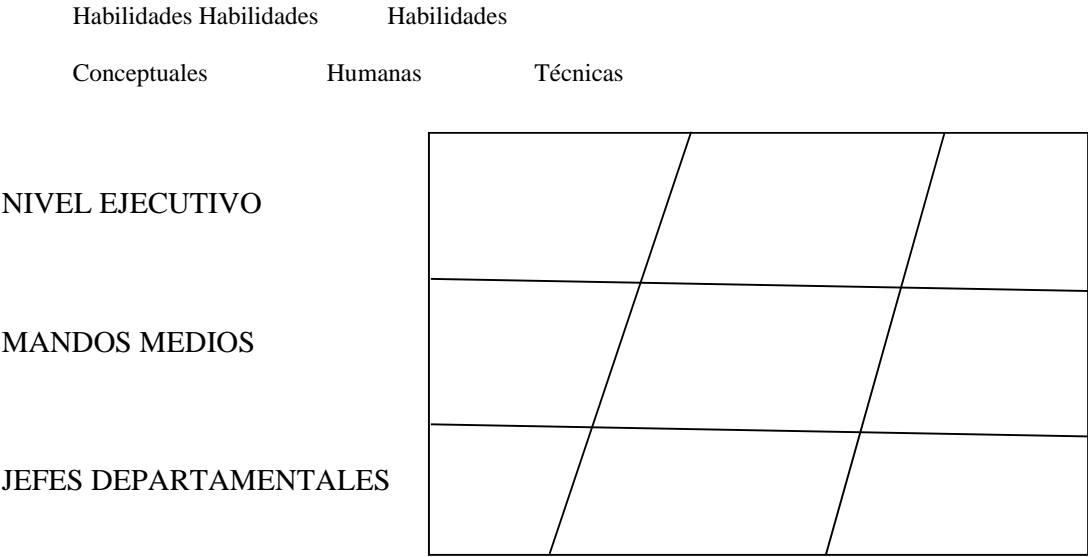 Habilidades Habilidades Habilidades
Conceptuales Humanas Técnicas
NIVEL EJECUTIVO
MANDOS MEDIOS
JEFES DEPARTAMENTALES